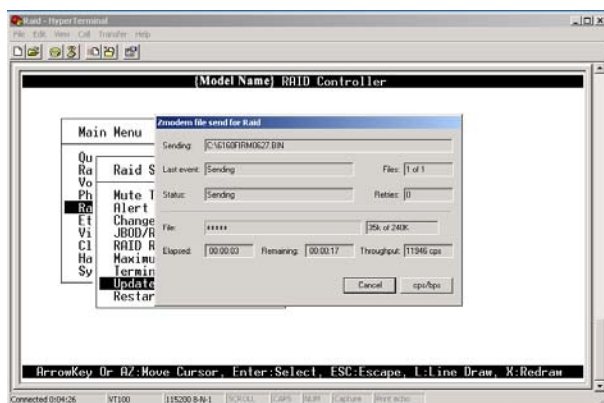 Raid - HyperTerminal
File Edit View Call Transfer Help
{Model Name} RAID Controller
Main Menu
Qu
Ra
Vo
Ph
Ra
Et
Vi
Cl
Ha
Sy
Raid S
Mute T
Alert
Change
JBOD/R
RAID R
Maximu
Termin
Update
Restar
Zmodem file send for Raid
Sending: C:\6160FIRM0627.BIN
Last event: Sending Files: 1 of 1
Status: Sending Retries: 0
File: 35k of 240K
Elapsed: 00:00:03 Remaining: 00:00:17 Throughput: 11946 cps
Cancel cps/bps
ArrowKey Or AZ:Move Cursor, Enter:Select, ESC:Escape, L:Line Draw, X:Redraw
Connected 0:04:26 VT100 115200 8-N-1 SCROLL CAPS NUM Capture Print echo